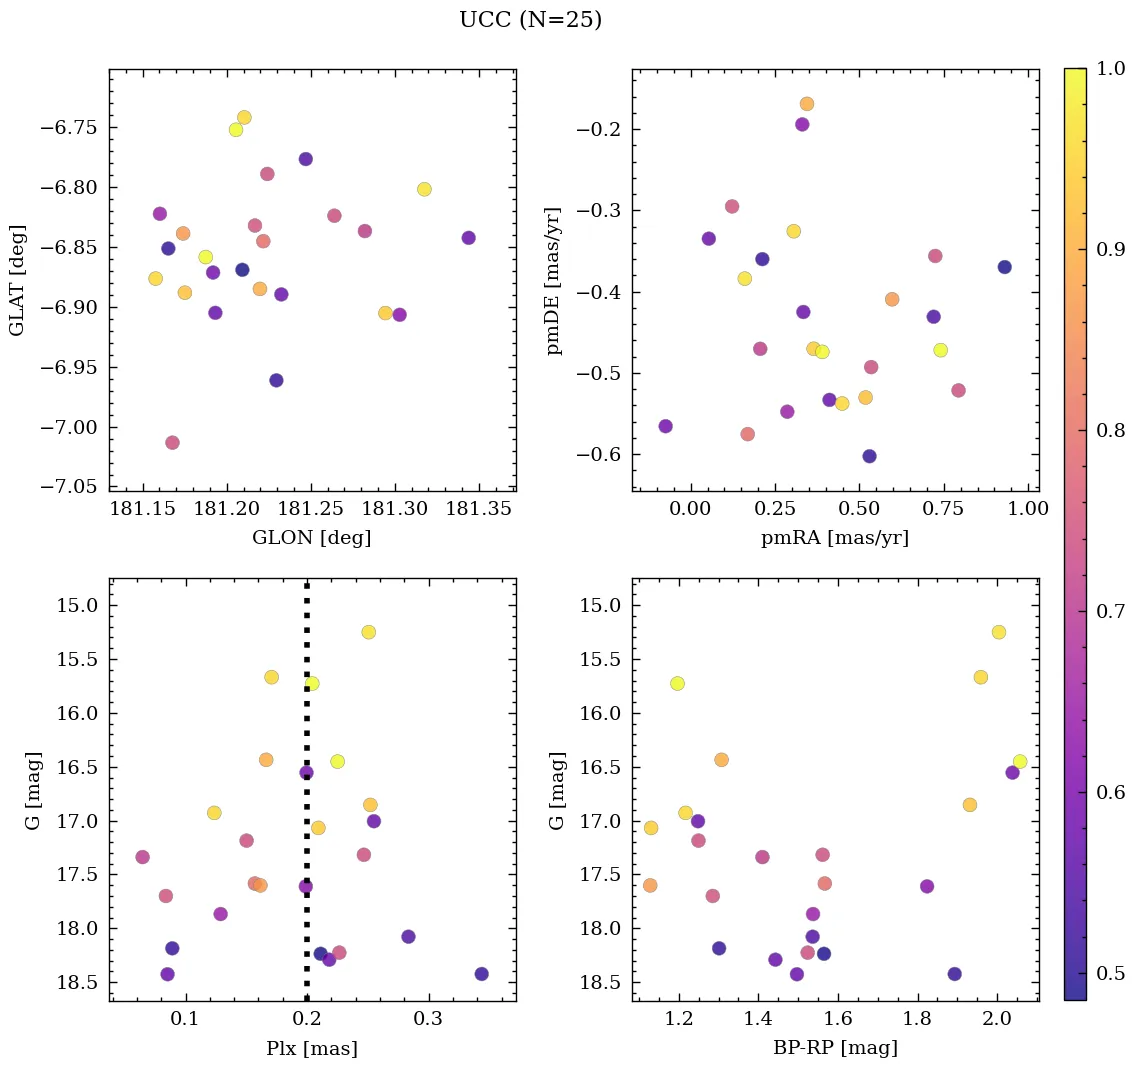 UCC (N=25)
−6.75
−6.80
−6.85
−6.90
−6.95
−7.00
−7.05
GLAT [deg]
181.15 181.20 181.25 181.30 181.35
GLON [deg]
−0.2
−0.3
−0.4
−0.5
−0.6
pmDE [mas/yr]
0.00 0.25 0.50 0.75 1.00
pmRA [mas/yr]
15.0
15.5
16.0
16.5
17.0
17.5
18.0
18.5
G [mag]
0.1 0.2 0.3
Plx [mas]
15.0
15.5
16.0
16.5
17.0
17.5
18.0
18.5
G [mag]
1.2 1.4 1.6 1.8 2.0
BP-RP [mag]
1.0
0.9
0.8
0.7
0.6
0.5